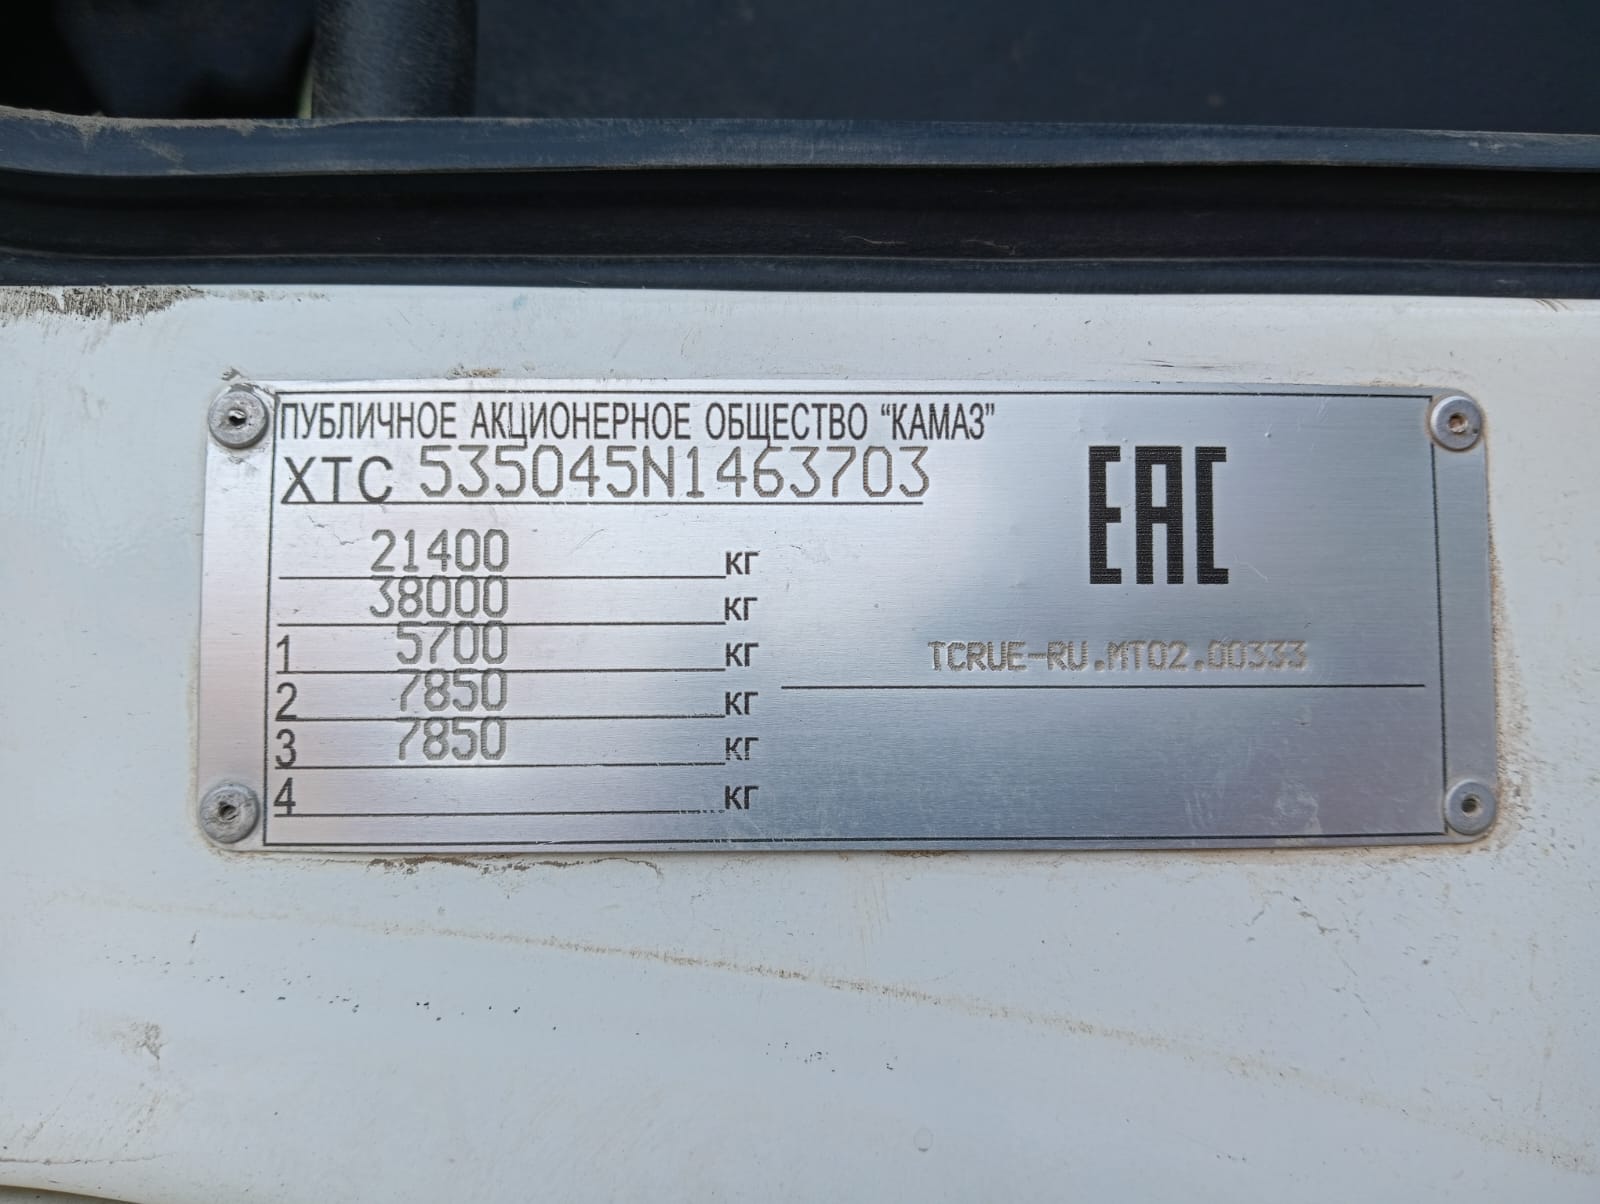 ПУБЛИЧНОЕ АКЦИОНЕРНОЕ ОБЩЕСТВО “КАМАЗ”
XTC 535045N1463703
EAC
21400 кг
38000 кг
1 5700 кг
TCRUE-RU.MT02.00333
2 7850 кг
3 7850 кг
4 кг